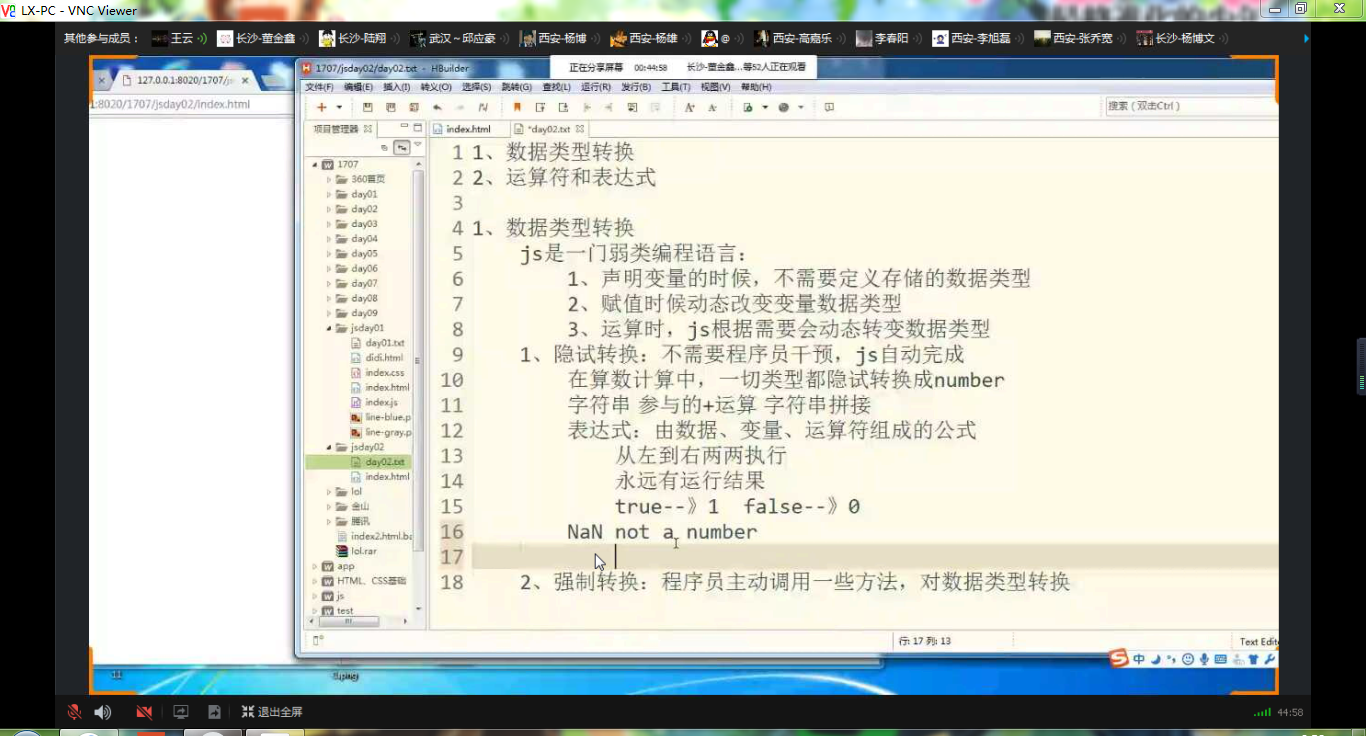 LX-PC - VNC Viewer
其他参与成员： 王云 长沙-董金鑫 长沙-陆翔 武汉～邱应豪 西安-杨博 西安-杨雄 @ 西安-高嘉乐 李春阳 西安-李旭磊 西安-张乔宽 长沙-杨博文
正在分享屏幕 00:44:58 长沙-董金鑫...等52人正在观看
127.0.0.1:8020/1707/js
1707/jsday02/day02.txt - HBuilder
文件(F) 编辑(E) 插入(I) 转义(O) 选择(S) 跳转(G) 查找(L) 运行(R) 发行(B) 工具(T) 视图(V) 帮助(H)
:8020/1707/jsday02/index.html
搜索 ( 双击Ctrl )
项目管理器
index.html
*day02.txt
1707
360首页
day01
day02
day03
day04
day05
day06
day07
day08
day09
jsday01
day01.txt
didi.html
index.css
index.html
index.js
line-blue.p
line-gray.p
jsday02
day02.txt
index.html
lol
金山
腾讯
index2.html.ba
lol.rar
app
HTML、CSS基础
js
test
1 1、数据类型转换
2 2、运算符和表达式
3
4 1、数据类型转换
5 js是一门弱类编程语言：
6 1、声明变量的时候，不需要定义存储的数据类型
7 2、赋值时候动态改变变量数据类型
8 3、运算时，js根据需要会动态转变数据类型
9 1、隐试转换：不需要程序员干预，js自动完成
10 在算数计算中，一切类型都隐试转换成number
11 字符串 参与的+运算 字符串拼接
12 表达式：由数据、变量、运算符组成的公式
13 从左到右两两执行
14 永远有运行结果
15 true--》1 false--》0
16 NaN not a number
17
18 2、强制转换：程序员主动调用一些方法，对数据类型转换
行: 17 列: 13
Text Edito
中
退出全屏
44:58